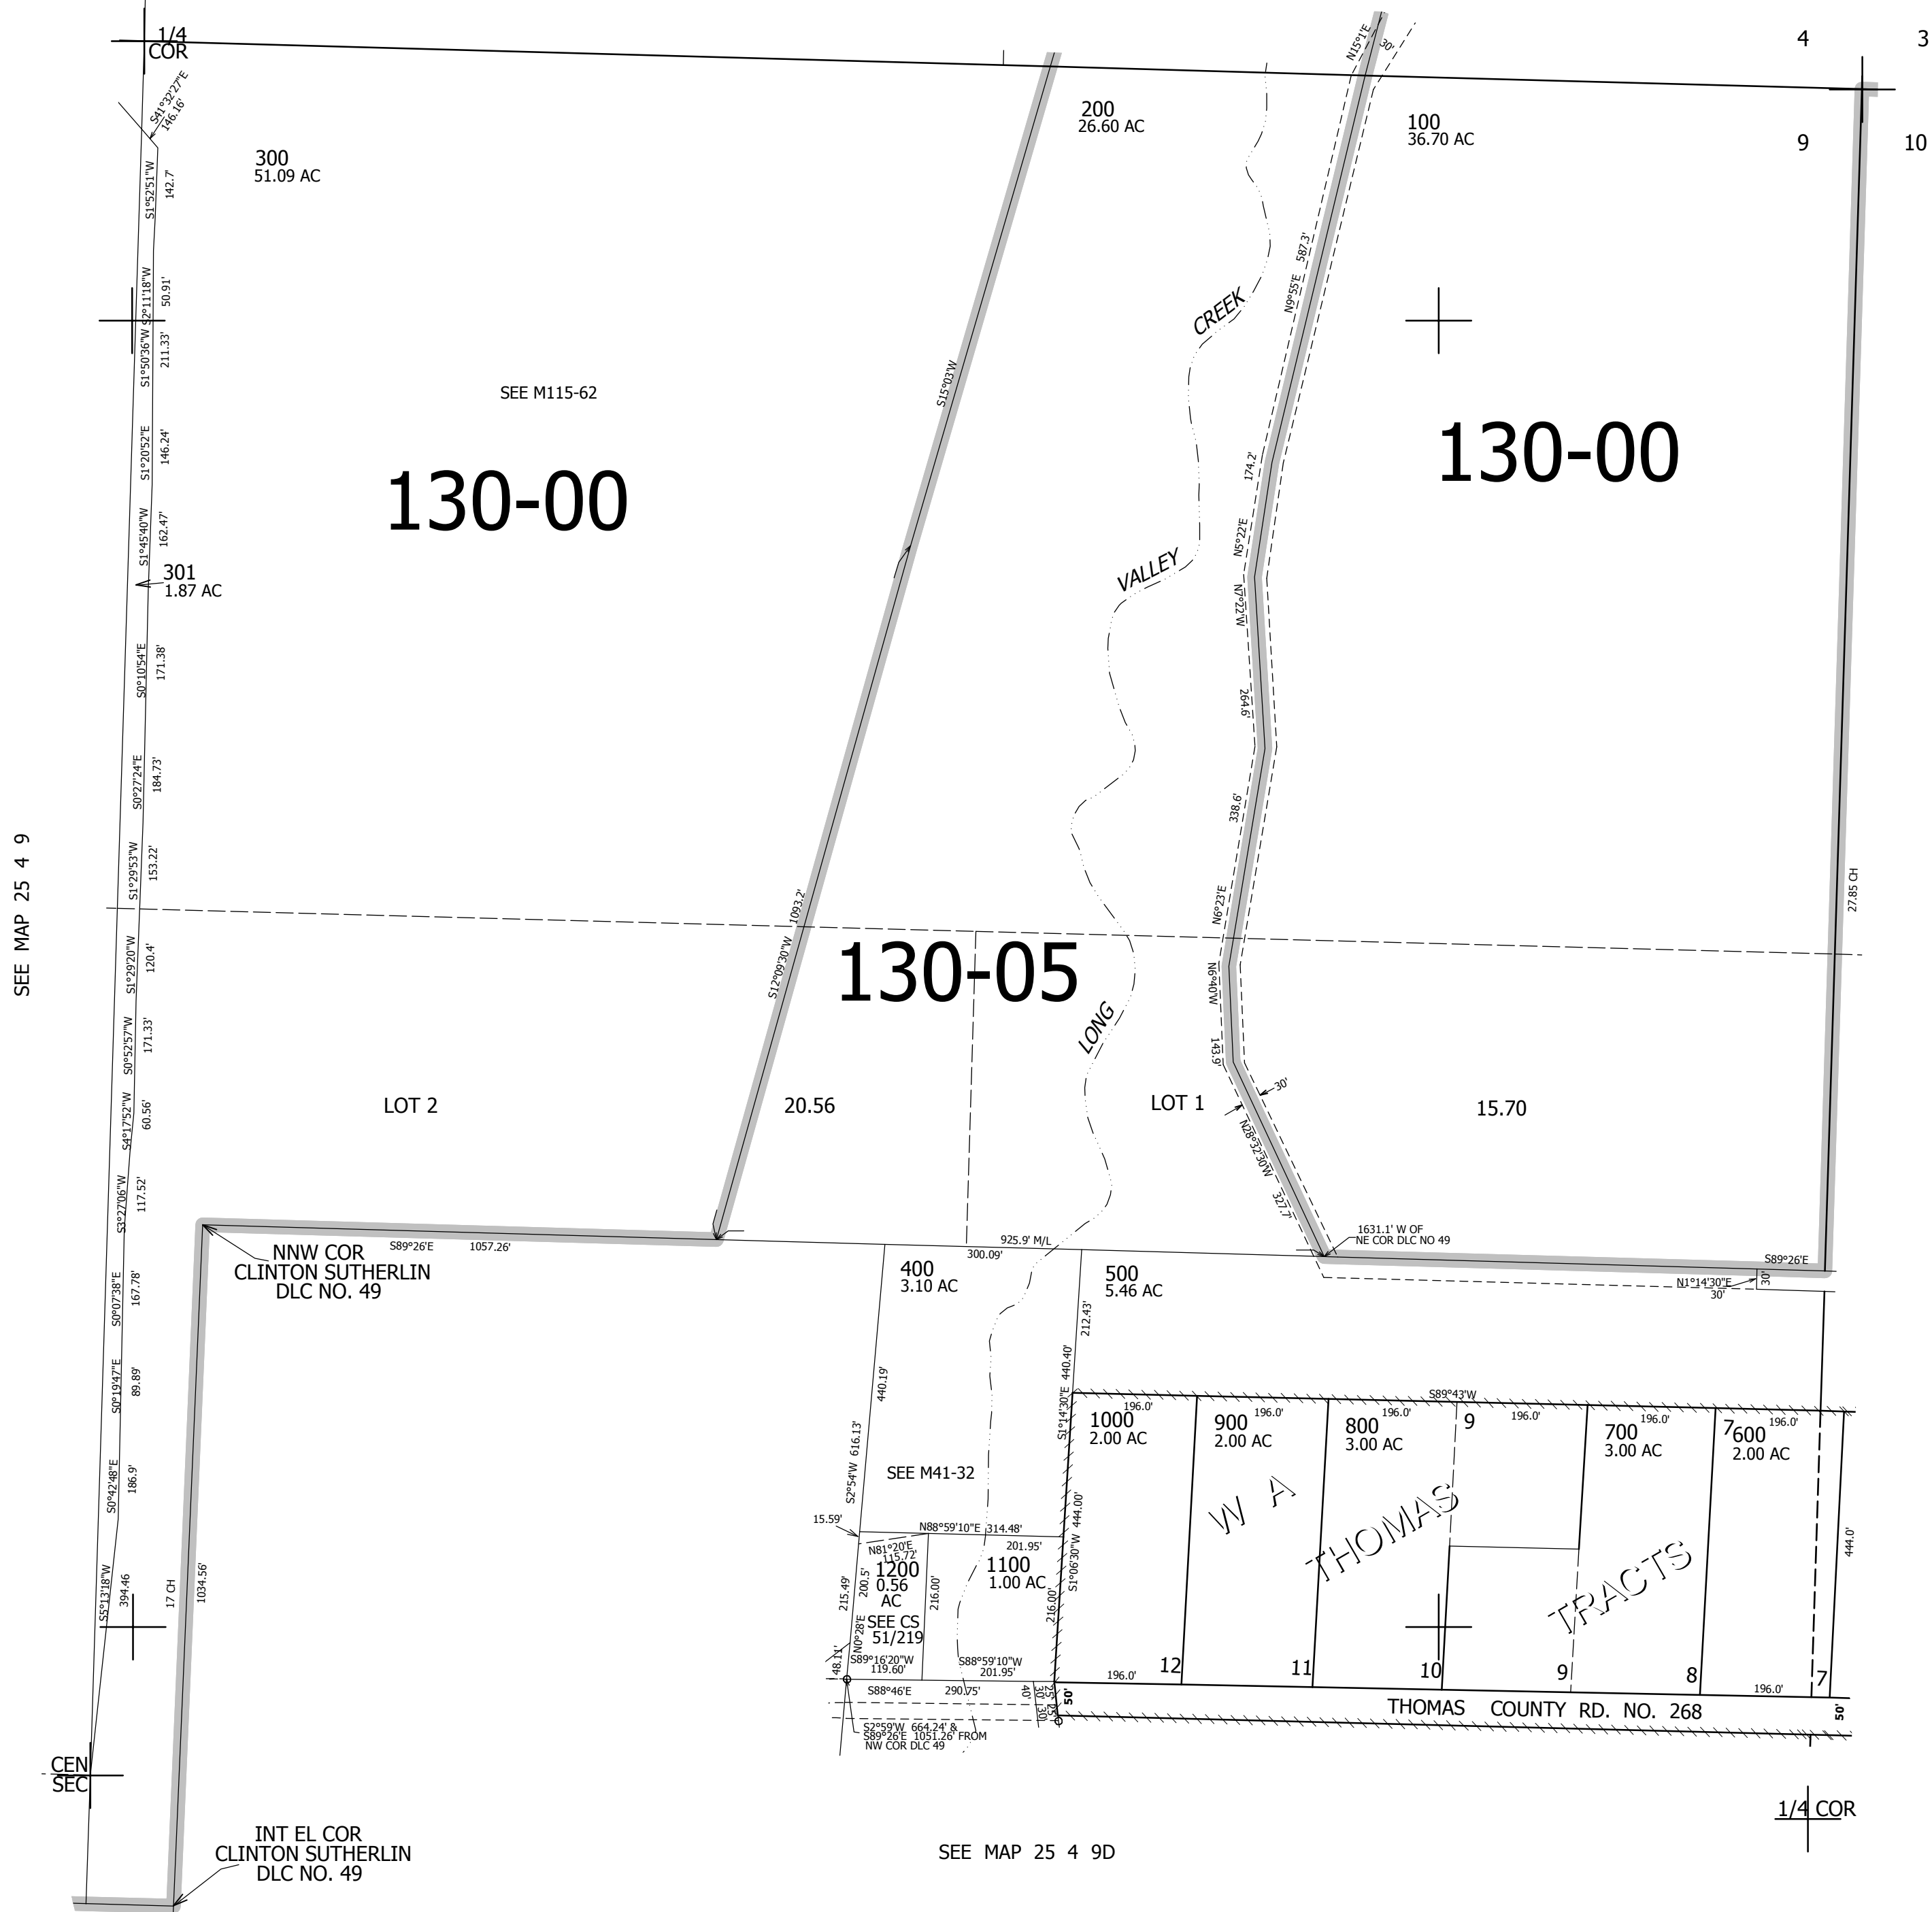 1/4
COR
4
3
9
10
S41°32'27"E
146.16'
N15°1'E
30'
200
26.60 AC
100
36.70 AC
300
51.09 AC
S1°52'51"W
142.7'
S2°11'18"W
50.91'
S1°50'36"W
211.33'
S1°20'52"E
146.24'
S1°45'40"W
162.47'
301
1.87 AC
S0°10'54"E
171.38'
S0°27'24"E
184.73'
S1°29'53"W
153.22'
S1°29'20"W
120.4'
S0°52'57"W
171.33'
S4°17'52"W
60.56'
S3°27'06"W
117.52'
S0°07'38"E
167.78'
S0°19'47"E
89.89'
S0°42'48"E
186.9'
S5°13'18"W
394.46
17 CH
1034.56'
SEE MAP 25 4 9
SEE M115-62
130-00
130-00
130-05
S15°03'W
S12°09'30"W 1093.2'
CREEK
VALLEY
LONG
N9°55'E 587.3'
174.2'
N5°22'E
N7°22'W
264.6'
338.6'
N6°23'E
N6°40'W
143.9'
30'
N28°32'30"W 327.7'
27.85 CH
LOT 2
20.56
LOT 1
15.70
NNW COR
CLINTON SUTHERLIN
DLC NO. 49
S89°26'E 1057.26'
925.9' M/L
300.09'
1631.1' W OF
NE COR DLC NO 49
S89°26'E
N1°14'30"E
30'
30'
400
3.10 AC
500
5.46 AC
212.43'
S1°14'30"E 440.40'
440.19'
S2°54'W 616.13'
SEE M41-32
S89°43'W
196.0'
196.0'
196.0'
196.0'
196.0'
196.0'
1000
2.00 AC
900
2.00 AC
800
3.00 AC
9
700
3.00 AC
7
600
2.00 AC
W A
THOMAS
TRACTS
444.0'
15.59'
N88°59'10"E 314.48'
N81°20'E
115.72'
201.95'
1200
0.56
AC
SEE CS
51/219
1100
1.00 AC
215.49'
200.5'
216.00'
216.00'
S1°06'30"W 444.00'
N0°28'E
48.11'
S89°16'20"W
119.60'
S88°59'10"W
201.95'
S88°46'E 290.75'
40'
30'
30'
25'
25'
50'
196.0'
12
11
10
9
8
7
196.0'
THOMAS COUNTY RD. NO. 268
50'
S2°59'W 664.24' &
S89°26'E 1051.26' FROM
NW COR DLC 49
CEN
SEC
1/4 COR
INT EL COR
CLINTON SUTHERLIN
DLC NO. 49
SEE MAP 25 4 9D